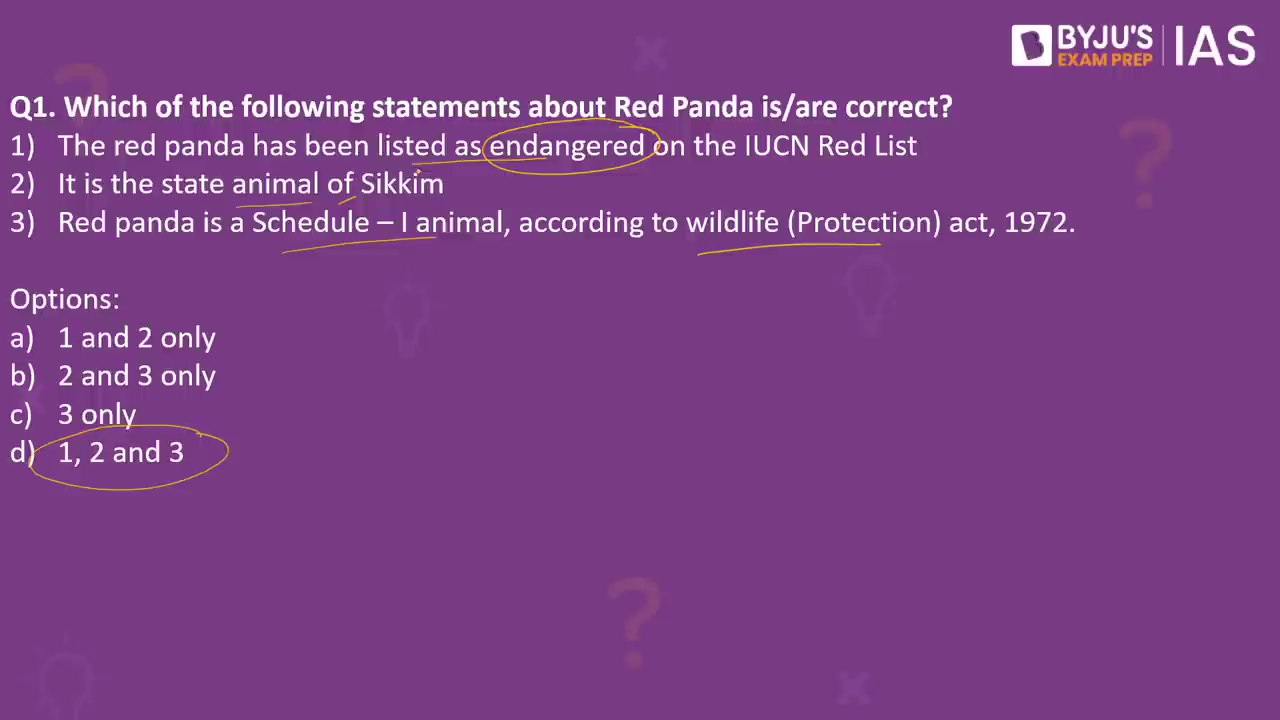 BYJU'S
EXAM PREP
IAS
Q1. Which of the following statements about Red Panda is/are correct?
1) The red panda has been listed as endangered on the IUCN Red List
2) It is the state animal of Sikkim
3) Red panda is a Schedule – I animal, according to wildlife (Protection) act, 1972.
Options:
a) 1 and 2 only
b) 2 and 3 only
c) 3 only
d) 1, 2 and 3